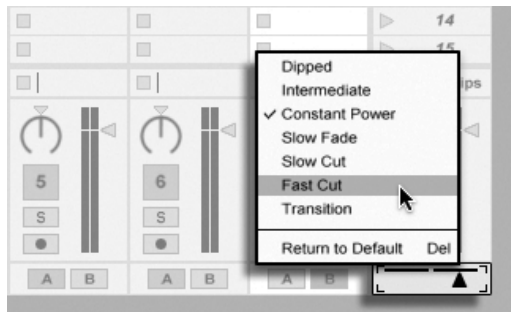 14
15
ips
Dipped
Intermediate
✓ Constant Power
Slow Fade
Slow Cut
Fast Cut
Transition
Return to Default Del
5 6
S S
A B A B A B